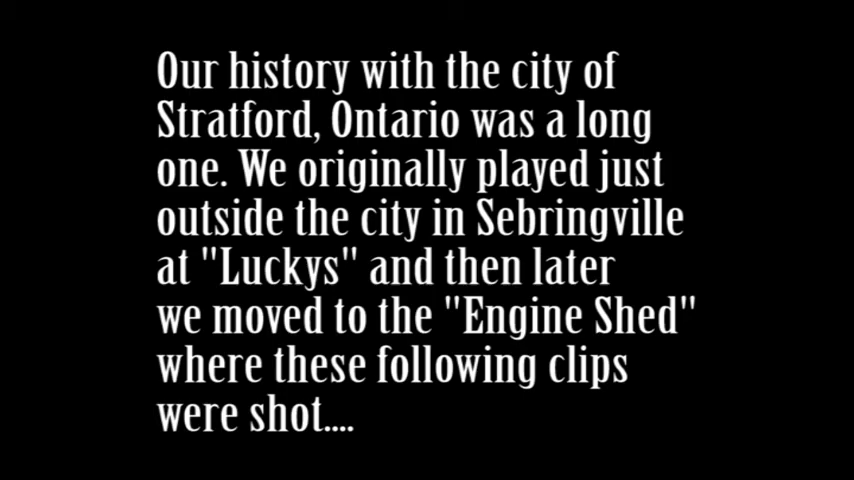 Our history with the city of
Stratford, Ontario was a long
one. We originally played just
outside the city in Sebringville
at "Luckys" and then later
we moved to the "Engine Shed"
where these following clips
were shot....